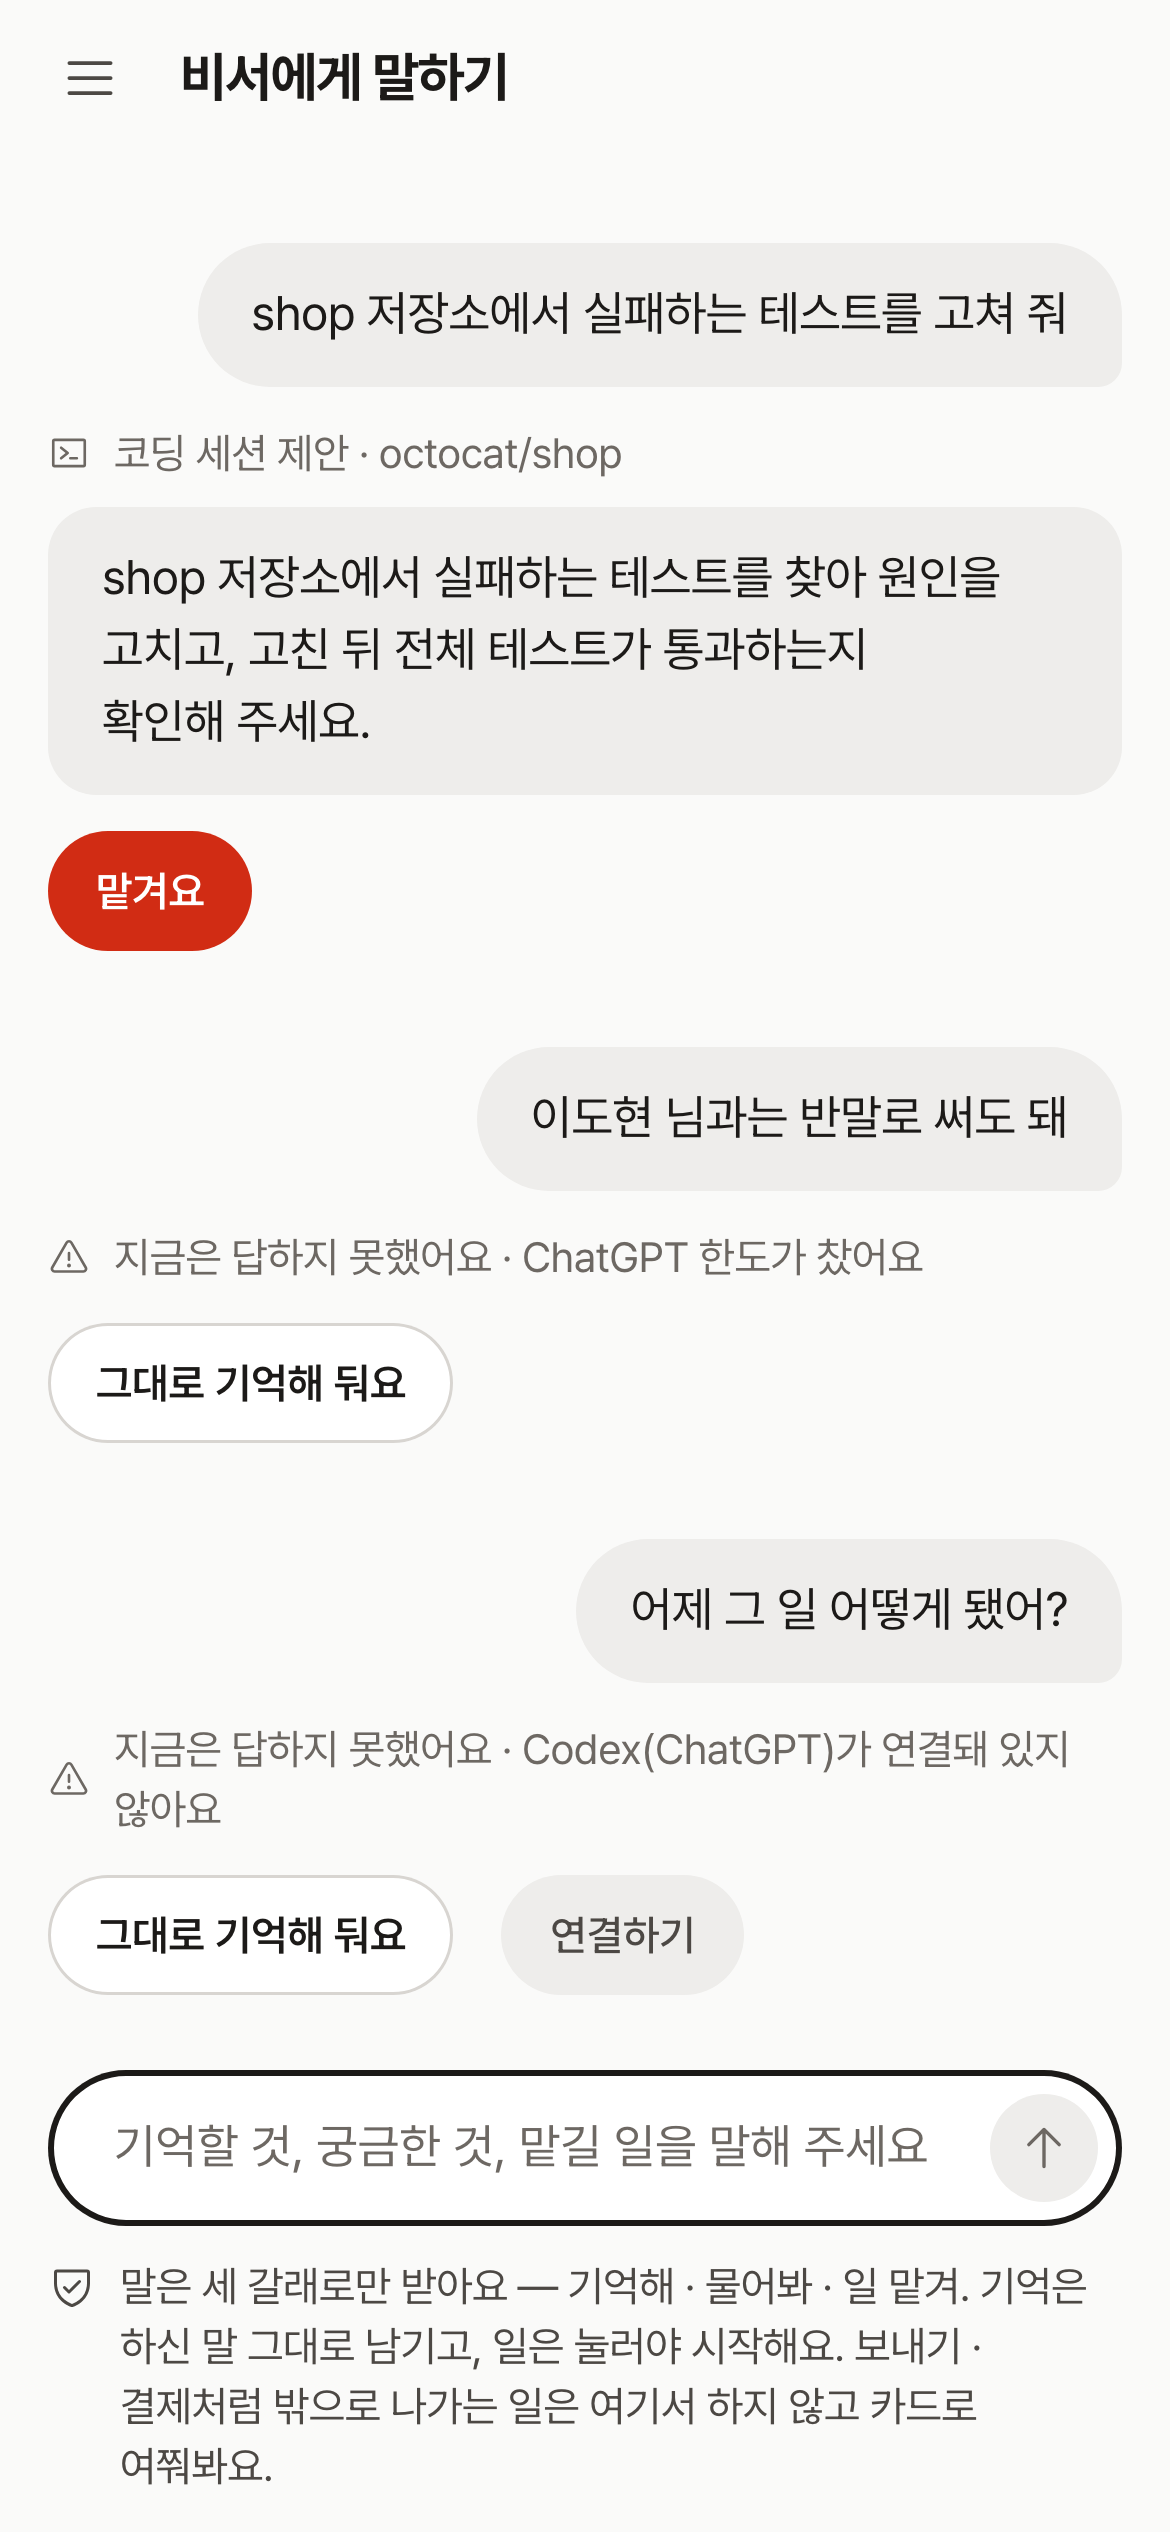 비서에게 말하기
shop 저장소에서 실패하는 테스트를 고쳐 줘
코딩 세션 제안 · octocat/shop
shop 저장소에서 실패하는 테스트를 찾아 원인을
고치고, 고친 뒤 전체 테스트가 통과하는지
확인해 주세요.
맡겨요
이도현 님과는 반말로 써도 돼
지금은 답하지 못했어요 · ChatGPT 한도가 찼어요
그대로 기억해 둬요
어제 그 일 어떻게 됐어?
지금은 답하지 못했어요 · Codex(ChatGPT)가 연결돼 있지
않아요
그대로 기억해 둬요
연결하기
기억할 것, 궁금한 것, 맡길 일을 말해 주세요
말은 세 갈래로만 받아요 — 기억해 · 물어봐 · 일 맡겨. 기억은
하신 말 그대로 남기고, 일은 눌러야 시작해요. 보내기 ·
결제처럼 밖으로 나가는 일은 여기서 하지 않고 카드로
여쭤봐요.